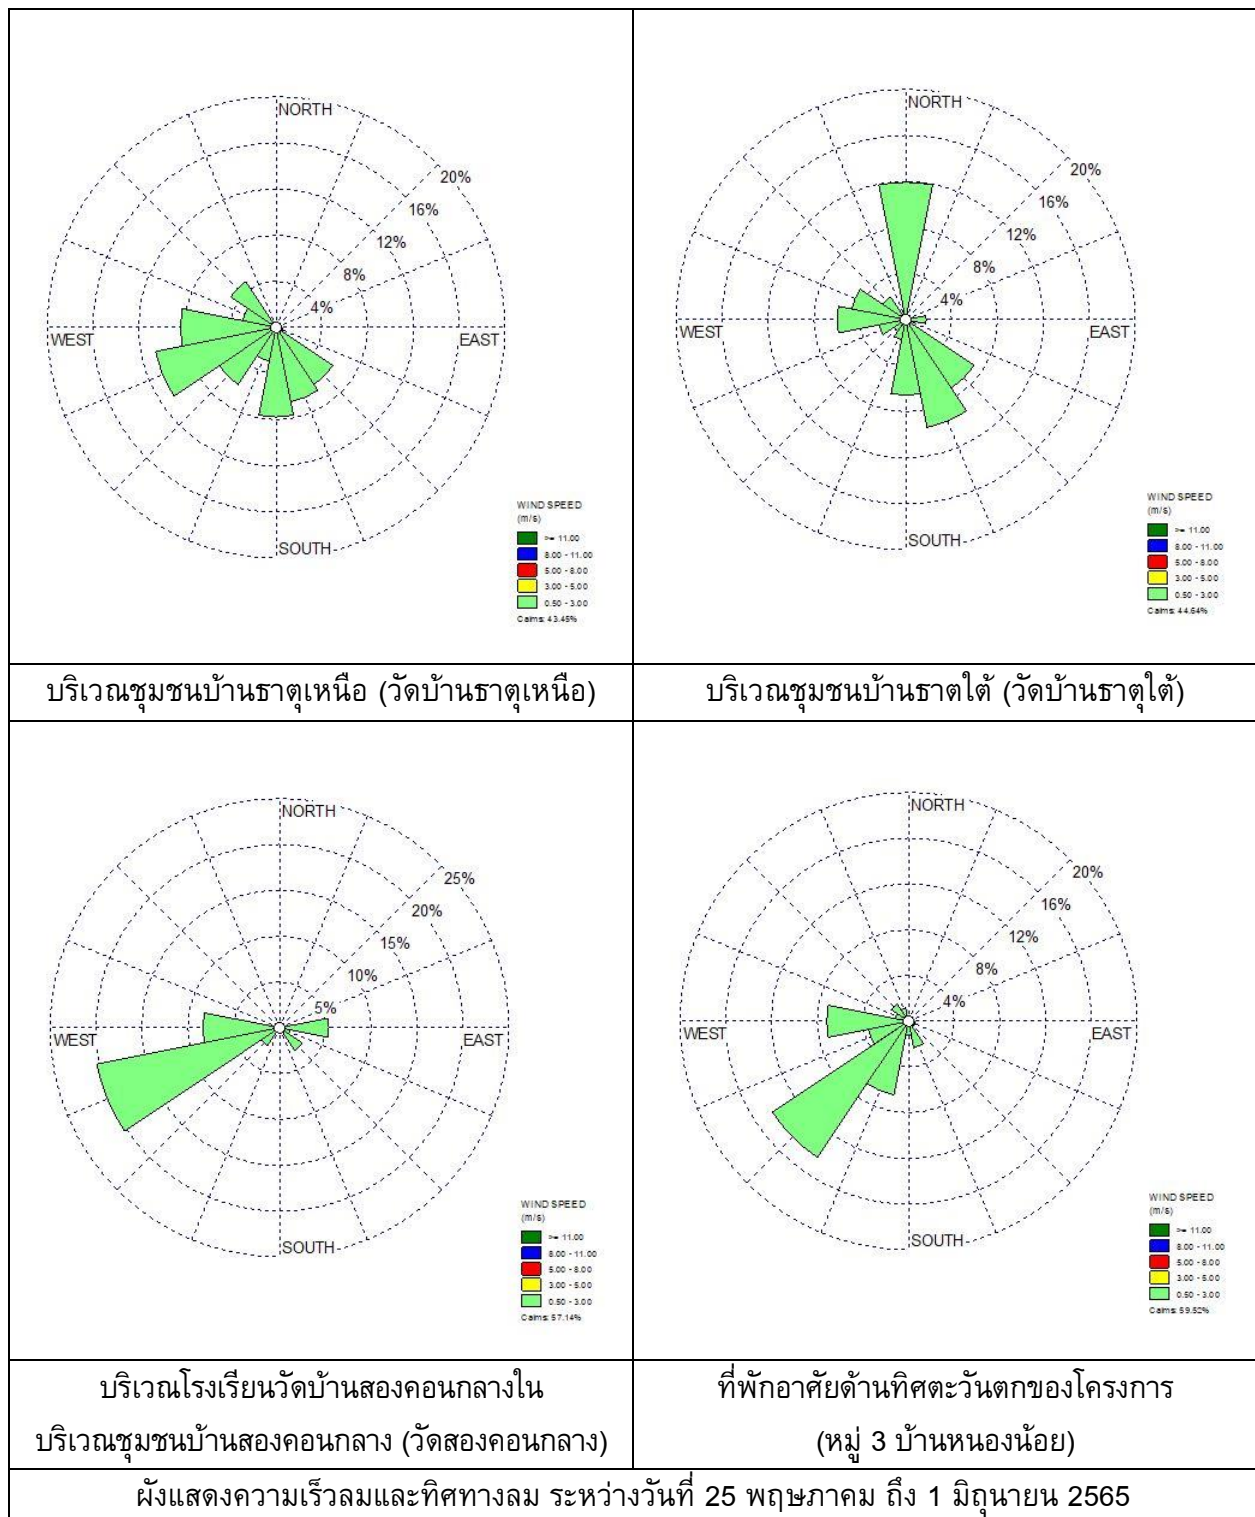 NORTH
20%
16%
12%
8%
4%
WEST
EAST
SOUTH
WIND SPEED
(m/s)
>= 11.00
8.00 - 11.00
5.00 - 8.00
3.00 - 5.00
0.50 - 3.00
Calms: 43.45%
NORTH
20%
16%
12%
8%
4%
WEST
EAST
SOUTH
WIND SPEED
(m/s)
>= 11.00
8.00 - 11.00
5.00 - 8.00
3.00 - 5.00
0.50 - 3.00
Calms: 44.64%
บริเวณชุมชนบ้านธาตุเหนือ (วัดบ้านธาตุเหนือ)
บริเวณชุมชนบ้านธาตใต้ (วัดบ้านธาตุใต้)
NORTH
25%
20%
15%
10%
5%
WEST
EAST
SOUTH
WIND SPEED
(m/s)
>= 11.00
8.00 - 11.00
5.00 - 8.00
3.00 - 5.00
0.50 - 3.00
Calms: 57.14%
NORTH
20%
16%
12%
8%
4%
WEST
EAST
SOUTH
WIND SPEED
(m/s)
>= 11.00
8.00 - 11.00
5.00 - 8.00
3.00 - 5.00
0.50 - 3.00
Calms: 59.52%
บริเวณโรงเรียนวัดบ้านสองคอนกลางใน
บริเวณชุมชนบ้านสองคอนกลาง (วัดสองคอนกลาง)
ที่พักอาศัยด้านทิศตะวันตกของโครงการ
(หมู่ 3 บ้านหนองน้อย)
ผังแสดงความเร็วลมและทิศทางลม ระหว่างวันที่ 25 พฤษภาคม ถึง 1 มิถุนายน 2565